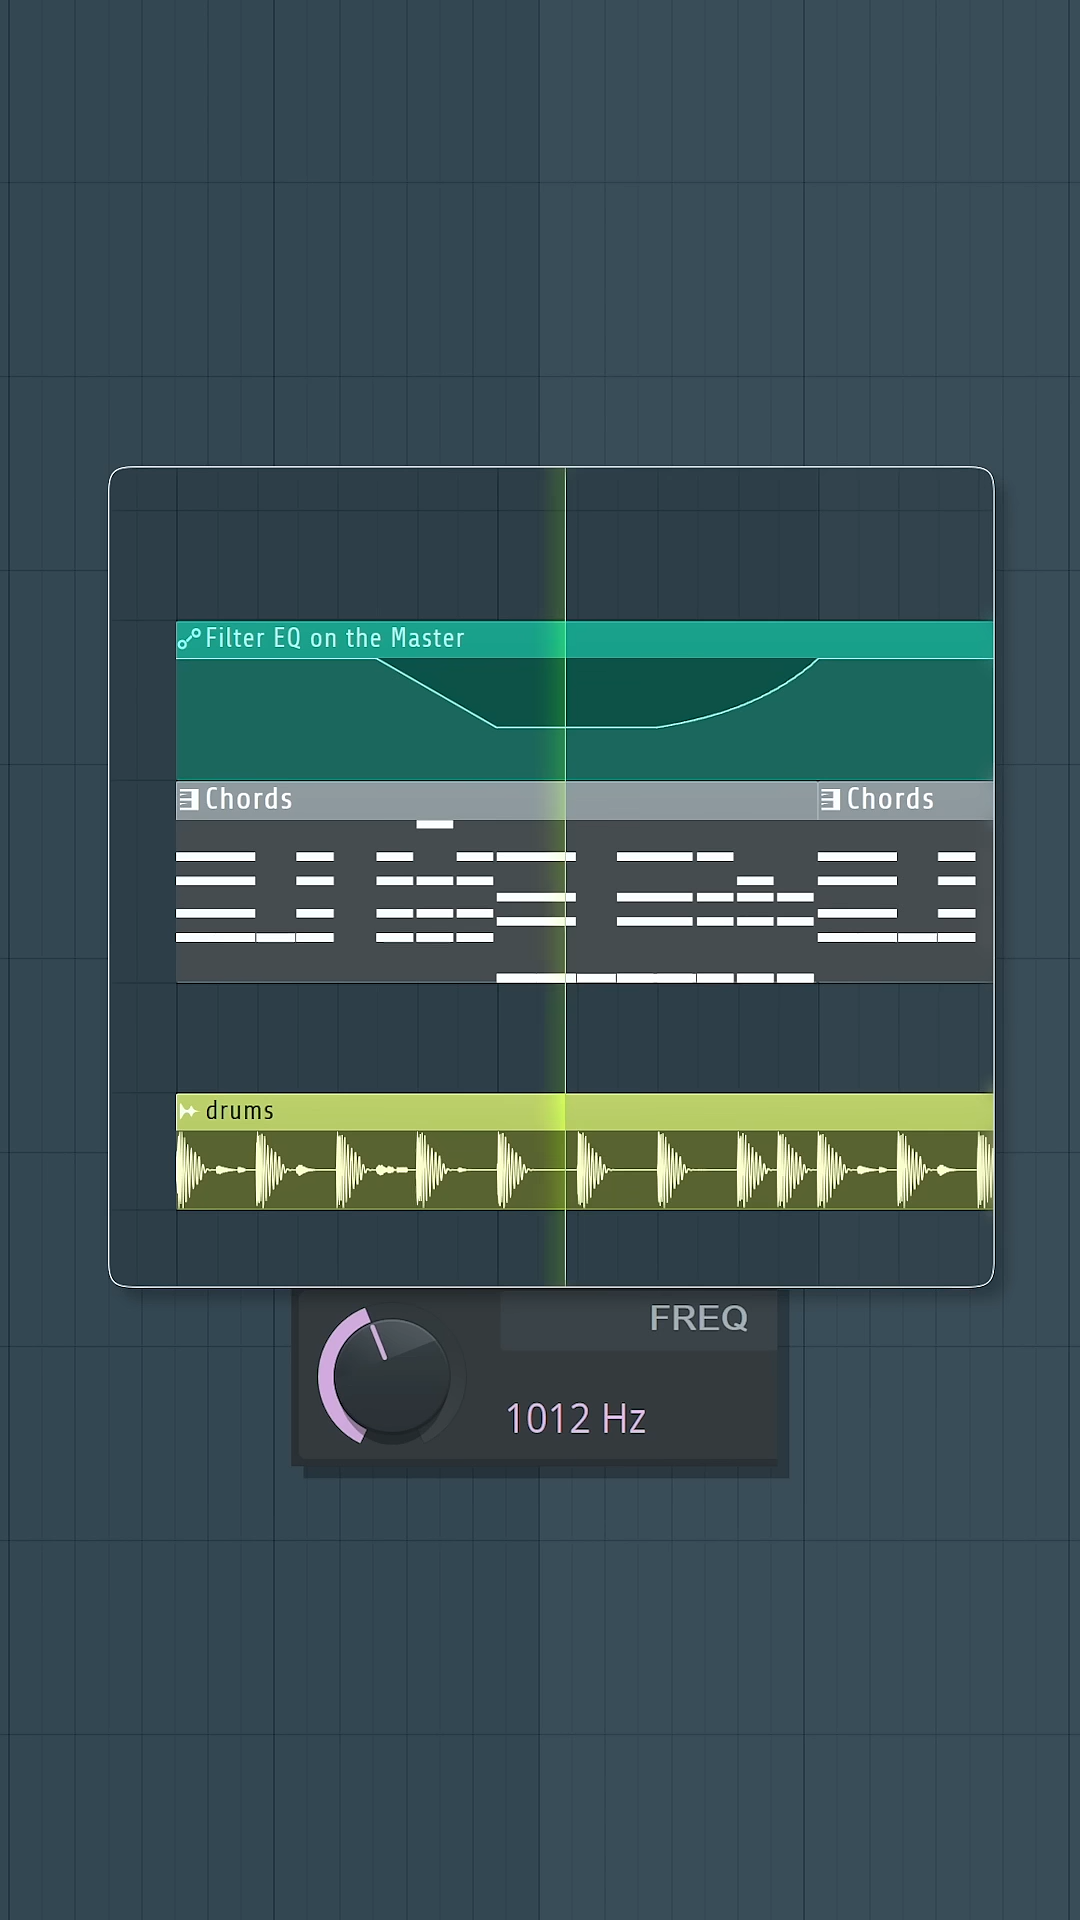 Filter EQ on the Master
Chords
Chords
drums
FREQ
1012 Hz